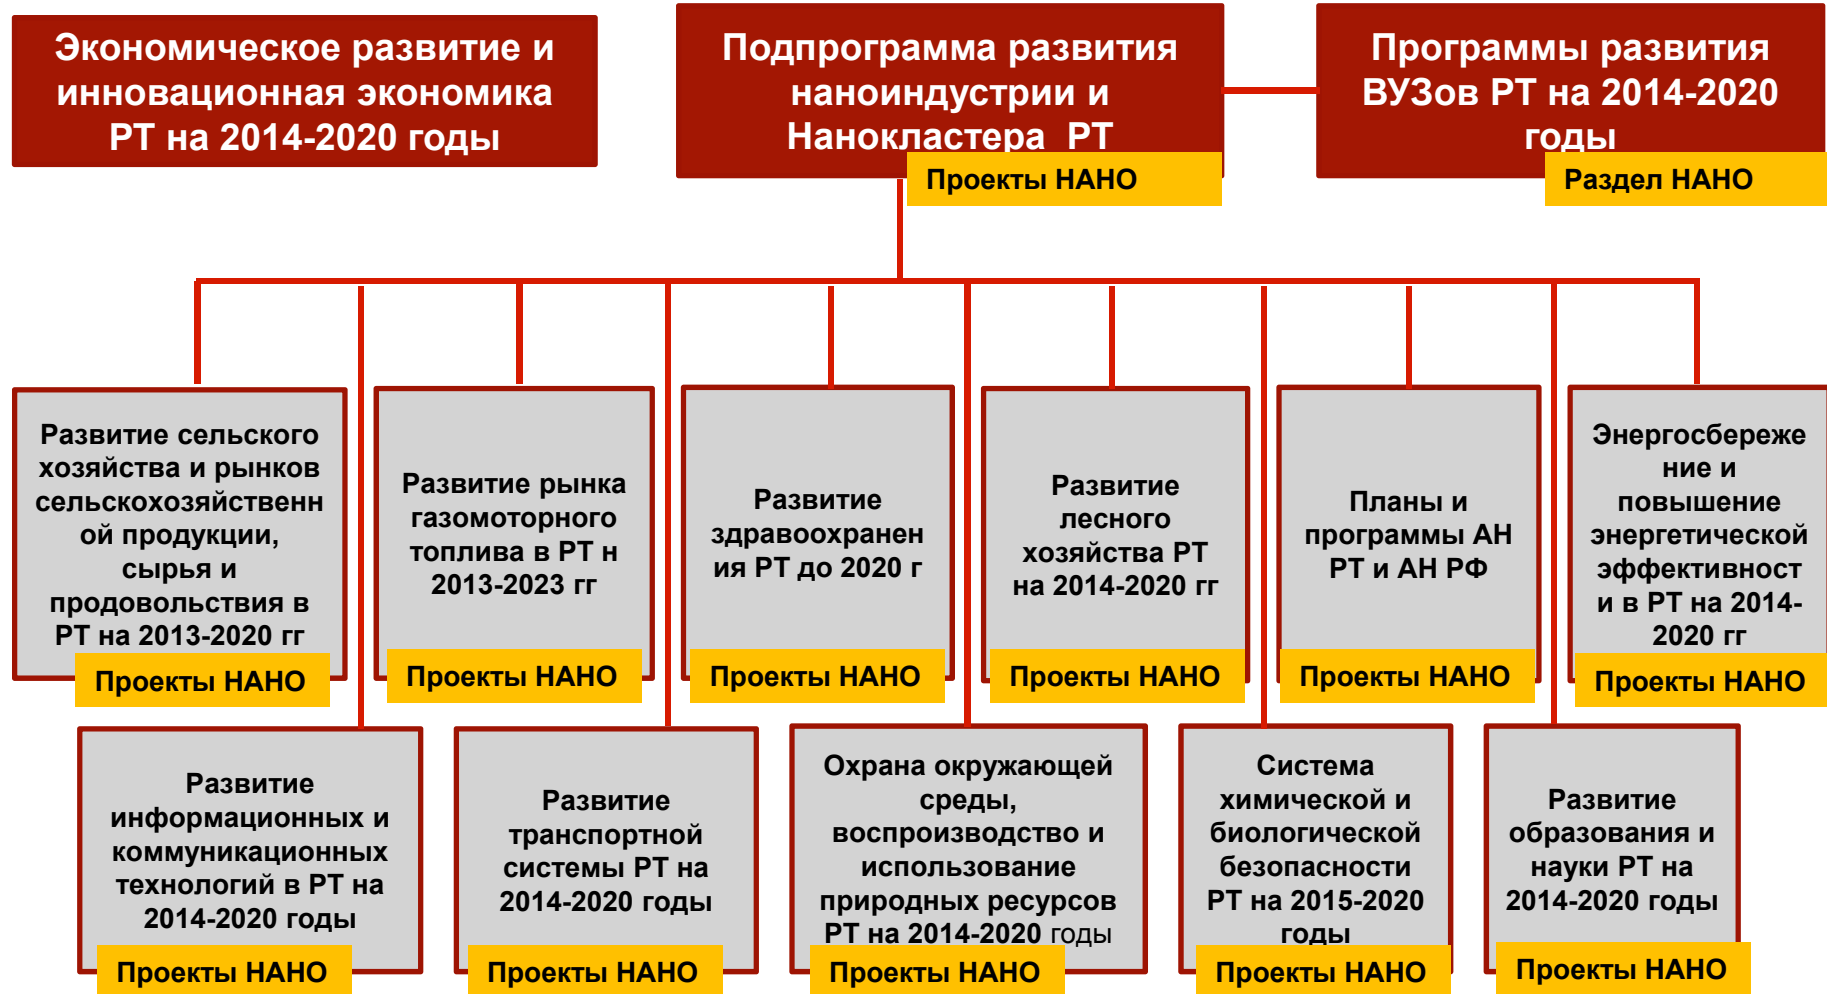 Экономическое развитие и
инновационная экономика
РТ на 2014-2020 годы
Подпрограмма развития
наноиндустрии и
Нанокластера РТ
Проекты НАНО
Программы развития
ВУЗов РТ на 2014-2020
годы
Раздел НАНО
Развитие сельского
хозяйства и рынков
сельскохозяйственн
ой продукции,
сырья и
продовольствия в
РТ на 2013-2020 гг
Проекты НАНО
Развитие рынка
газомоторного
топлива в РТ н
2013-2023 гг
Проекты НАНО
Развитие
здравоохранен
ия РТ до 2020 г
Проекты НАНО
Развитие
лесного
хозяйства РТ
на 2014-2020 гг
Проекты НАНО
Планы и
программы АН
РТ и АН РФ
Проекты НАНО
Энергосбереже
ние и
повышение
энергетической
эффективност
и в РТ на 2014-
2020 гг
Проекты НАНО
Развитие
информационных и
коммуникационных
технологий в РТ на
2014-2020 годы
Проекты НАНО
Развитие
транспортной
системы РТ на
2014-2020 годы
Проекты НАНО
Охрана окружающей
среды,
воспроизводство и
использование
природных ресурсов
РТ на 2014-2020 годы
Проекты НАНО
Система
химической и
биологической
безопасности
РТ на 2015-2020
годы
Проекты НАНО
Развитие
образования и
науки РТ на
2014-2020 годы
Проекты НАНО